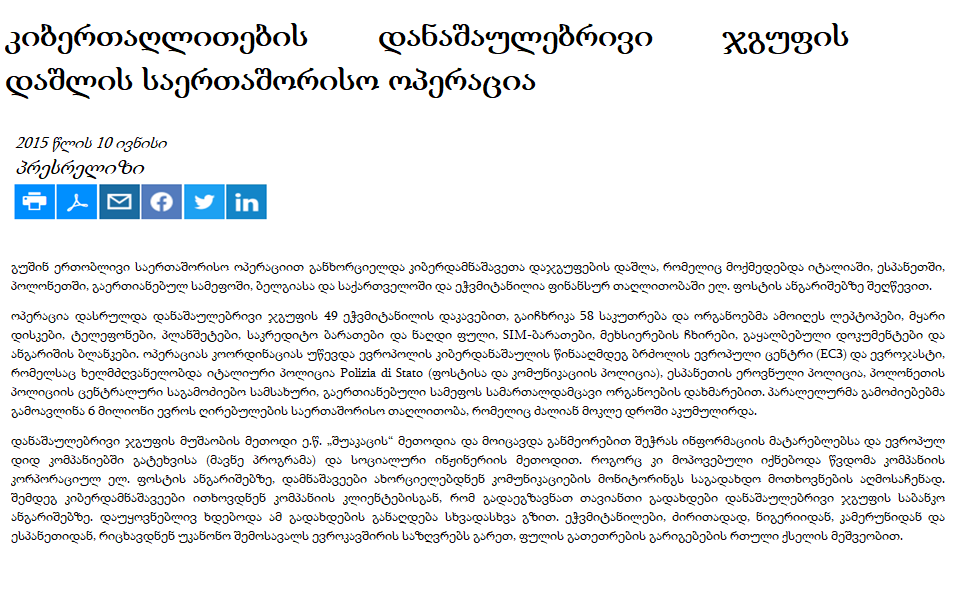 კიბერთაღლითების დანაშაულებრივი ჯგუფის
დაშლის საერთაშორისო ოპერაცია
2015 წლის 10 ივნისი
პრესრელიზი
გუშინ ერთობლივი საერთაშორისო ოპერაციით განხორციელდა კიბერდამნაშავეთა დაჯგუფების დაშლა, რომელიც მოქმედებდა იტალიაში, ესპანეთში,
პოლონეთში, გაერთიანებულ სამეფოში, ბელგიასა და საქართველოში და ეჭვმიტანილია ფინანსურ თაღლითობაში ელ. ფოსტის ანგარიშებზე შეღწევით.
ოპერაცია დასრულდა დანაშაულებრივი ჯგუფის 49 ეჭვმიტანილის დაკავებით, გაიჩხრიკა 58 საკუთრება და ორგანოებმა ამოიღეს ლეპტოპები, მყარი
დისკები, ტელეფონები, პლანშეტები, საკრედიტო ბარათები და ნაღდი ფული, SIM-ბარათები, მეხსიერების ჩხირები, გაყალბებული დოკუმენტები და
ანგარიშის ბლანკები. ოპერაციას კოორდინაციას უწევდა ევროპოლის კიბერდანაშაულის წინააღმდეგ ბრძოლის ევროპული ცენტრი (EC3) და ევროჯასტი,
რომელსაც ხელმძღვანელობდა იტალიური პოლიცია Polizia di Stato (ფოსტისა და კომუნიკაციის პოლიცია), ესპანეთის ეროვნული პოლიცია, პოლონეთის
პოლიციის ცენტრალური საგამოძიებო სამსახური, გაერთიანებული სამეფოს სამართალდამცავი ორგანოების დახმარებით. პარალელურმა გამოძიებებმა
გამოავლინა 6 მილიონი ევროს ღირებულების საერთაშორისო თაღლითობა, რომელიც ძალიან მოკლე დროში აკუმულირდა.
დანაშაულებრივი ჯგუფის მუშაობის მეთოდი ე.წ. „შუაკაცის“ მეთოდია და მოიცავდა განმეორებით შეჭრას ინფორმაციის მატარებლებსა და ევროპულ
დიდ კომპანიებში გატეხვისა (მავნე პროგრამა) და სოციალური ინჟინერიის მეთოდით. როგორც კი მოპოვებული იქნებოდა წვდომა კომპანიის
კორპორაციულ ელ. ფოსტის ანგარიშებზე, დამნაშავეები ახორციელებდნენ კომუნიკაციების მონიტორინგს საგადახდო მოთხოვნების აღმოსაჩენად.
შემდეგ კიბერდამნაშავეები ითხოვდნენ კომპანიის კლიენტებისგან, რომ გადაეგზავნათ თავიანთი გადახდები დანაშაულებრივი ჯგუფის საბანკო
ანგარიშებზე. დაუყოვნებლივ ხდებოდა ამ გადახდების განაღდება სხვადასხვა გზით. ეჭვმიტანილები, ძირითადად, ნიგერიიდან, კამერუნიდან და
ესპანეთიდან, რიცხავდნენ უკანონო შემოსავალს ევროკავშირის საზღვრებს გარეთ, ფულის გათეთრების გარიგებების რთული ქსელის მეშვეობით.